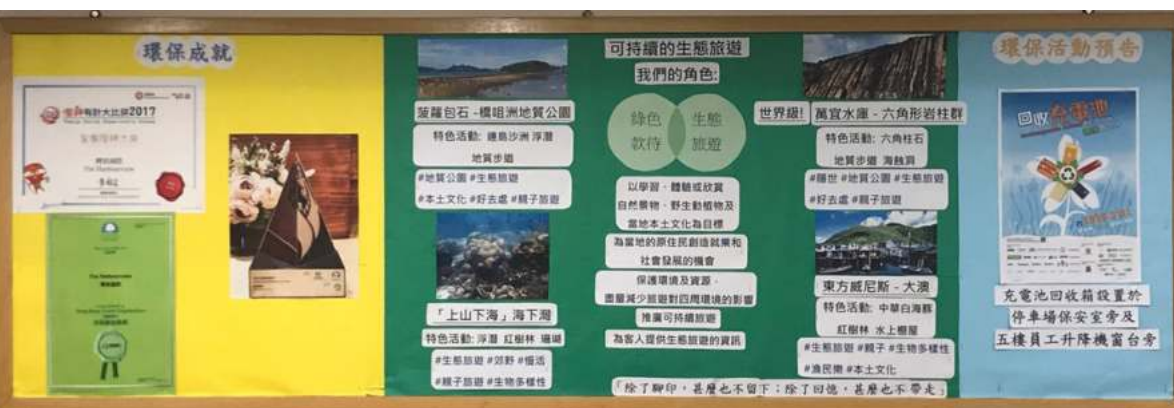 環保成就
有計大比拼2017
可持續的生態旅遊
我們的角色:
綠色
款待
生態
旅遊
以學習、體驗或欣賞
自然景物、野生動植物及
當地本土文化為目標
為當地的原住民創造就業和
社會發展的機會
保護環境及資源,
盡量減少旅遊對四周環境的影響
推廣可持續旅遊
為客人提供生態旅遊的資訊
菠蘿包石 -橋咀洲地質公園
特色活動: 連島沙洲 浮潛
地質步道
#地質公園 #生態旅遊
#本土文化 #好去處 #親子旅遊
「上山下海」海下灣
特色活動: 浮潛 紅樹林 珊瑚
#生態旅遊 #郊野 #慢活
#親子旅遊 #生物多樣性
世界級! 萬宜水庫 - 六角形岩柱群
特色活動: 六角柱石
地質步道 海蝕洞
#隱世 #地質公園 #生態旅遊
#好去處 #親子旅遊
東方威尼斯 - 大澳
特色活動: 中華白海豚
紅樹林 水上棚屋
#生態旅遊 #親子 #生物多樣性
#漁民樂 #本土文化
「除了腳印,甚麼也不留下;除了回憶,甚麼也不帶走」
環保活動預告
回收充電池
充電池回收箱設置於
停車場保安室旁及
五樓員工升降機窗台旁